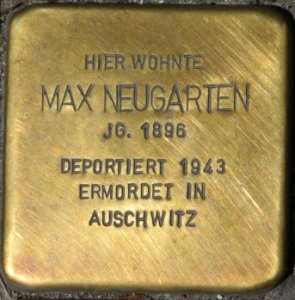 HIER WOHNTE
MAX NEUGARTEN
JG. 1896
DEPORTIERT 1943
ERMORDET IN
AUSCHWITZ